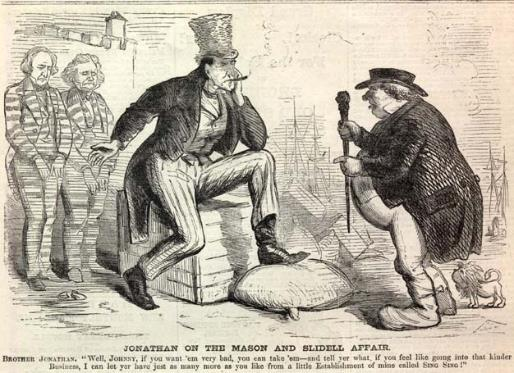 JONATHAN ON THE MASON AND SLIDELL AFFAIR.
BROTHER JONATHAN. "Well, JOHNNY, if you want 'em very bad, you can take 'em—and tell yer what, if you feel like going into that kinder
Business, I can let yer have just as many more as you like from a little Establishment of mine called SING SING!"